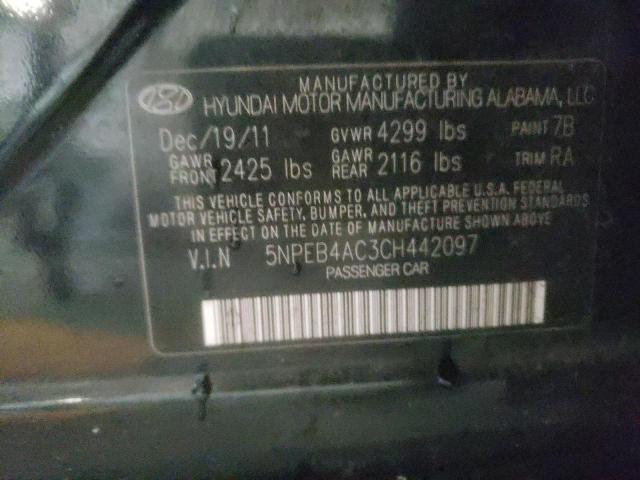 MANUFACTURED BY
HYUNDAI MOTOR MANUFACTURING ALABAMA, LLC
Dec/19/11 GVWR 4299 lbs PAINT 7B
GAWR FRONT 2425 lbs GAWR REAR 2116 lbs TRIM RA
THIS VEHICLE CONFORMS TO ALL APPLICABLE U.S.A. FEDERAL
MOTOR VEHICLE SAFETY, BUMPER, AND THEFT PREVENTION STANDARDS
IN EFFECT ON THE DATE OF MANUFACTURE SHOWN ABOVE
V.I.N 5NPEB4AC3CH442097
PASSENGER CAR